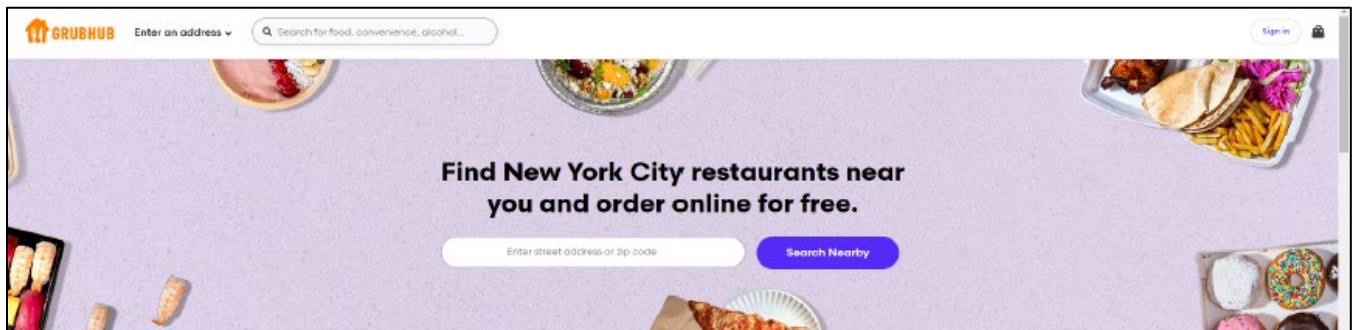 GRUBHUB
Enter an address
Search for food, convenience, alcohol...
Sign in
Find New York City restaurants near
you and order online for free.
Enter street address or zip code
Search Nearby